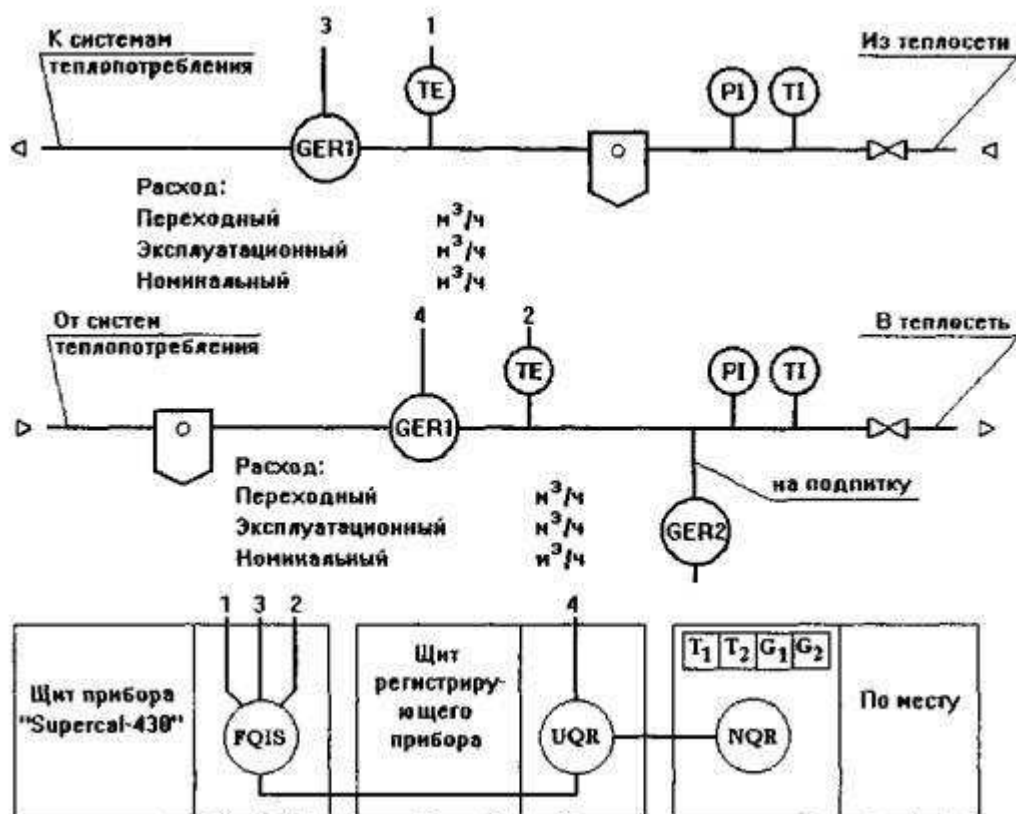 3
1
К системам
теплопотребления
Из теплосети
TE
PI
TI
GER1
Расход:
Переходный м³/ч
Эксплуатационный м³/ч
Номинальный м³/ч
4
2
От систем
теплопотребления
В теплосеть
TE
PI
TI
GER1
Расход:
Переходный м³/ч
Эксплуатационный м³/ч
Номинальный м³/ч
на подпитку
GER2
1 3 2
4
Щит прибора
"Supercal-430"
FQIS
Щит
регистриру-
ющего
прибора
UQR
T₁ T₂ G₁ G₂
NQR
По месту